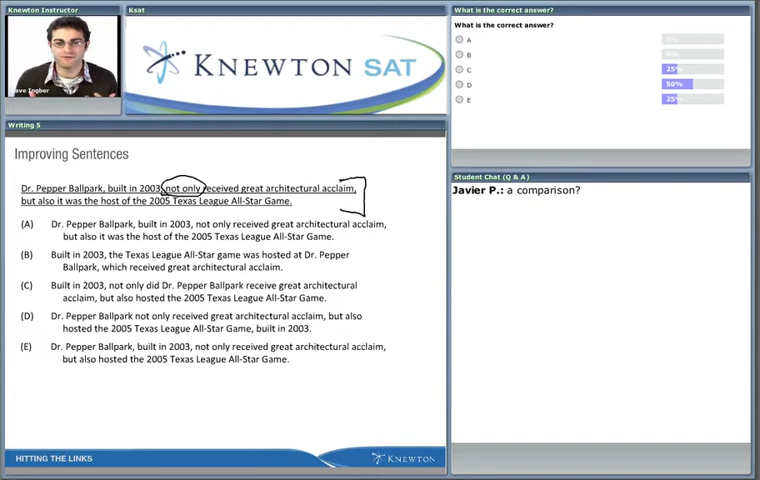 Knewton Instructor
Ksat
What is the correct answer?
Dave Ingber
KNEWTON SAT
What is the correct answer?
A
B
C 25%
D 50%
E 25%
Writing 5
Improving Sentences
Dr. Pepper Ballpark, built in 2003, not only received great architectural acclaim,
but also it was the host of the 2005 Texas League All-Star Game.
(A) Dr. Pepper Ballpark, built in 2003, not only received great architectural acclaim,
but also it was the host of the 2005 Texas League All-Star Game.
(B) Built in 2003, the Texas League All-Star game was hosted at Dr. Pepper
Ballpark, which received great architectural acclaim.
(C) Built in 2003, not only did Dr. Pepper Ballpark receive great architectural
acclaim, but also hosted the 2005 Texas League All-Star Game.
(D) Dr. Pepper Ballpark not only received great architectural acclaim, but also
hosted the 2005 Texas League All-Star Game, built in 2003.
(E) Dr. Pepper Ballpark, built in 2003, not only received great architectural acclaim,
but also hosted the 2005 Texas League All-Star Game.
HITTING THE LINKS
KNEWTON
Student Chat (Q & A)
Javier P.: a comparison?